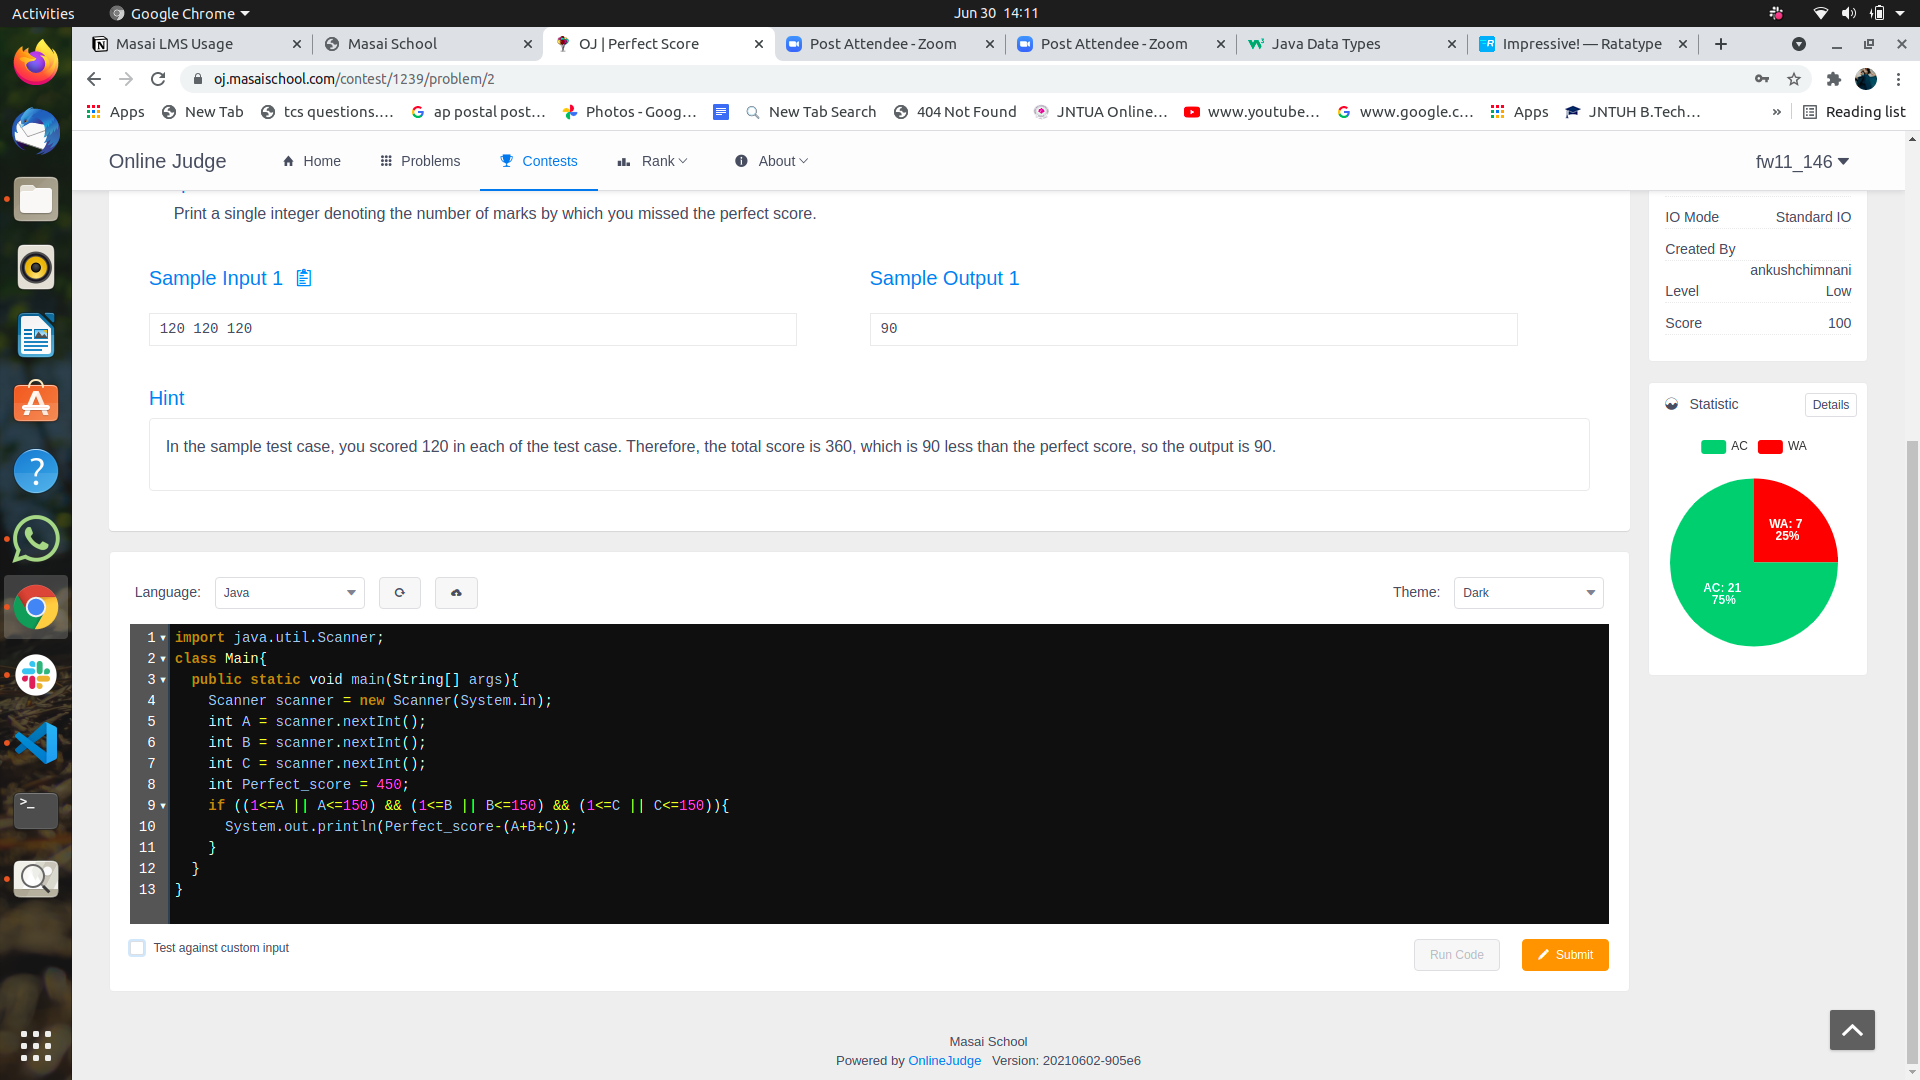 Activities
Google Chrome
Jun 30 14:11
Masai LMS Usage
Masai School
OJ | Perfect Score
Post Attendee - Zoom
Post Attendee - Zoom
Java Data Types
Impressive! — Ratatype
oj.masaischool.com/contest/1239/problem/2
Apps
New Tab
tcs questions....
ap postal post...
Photos - Goog...
New Tab Search
404 Not Found
JNTUA Online...
www.youtube...
www.google.c...
Apps
JNTUH B.Tech...
»
Reading list
Online Judge
Home
Problems
Contests
Rank
About
fw11_146
Print a single integer denoting the number of marks by which you missed the perfect score.
Sample Input 1
Sample Output 1
120 120 120
90
Hint
In the sample test case, you scored 120 in each of the test case. Therefore, the total score is 360, which is 90 less than the perfect score, so the output is 90.
IO Mode Standard IO
Created By
ankushchimnani
Level Low
Score 100
Statistic
Details
AC WA
WA: 7
25%
AC: 21
75%
Language: Java
Theme: Dark
1 import java.util.Scanner;
2 class Main{
3 public static void main(String[] args){
4 Scanner scanner = new Scanner(System.in);
5 int A = scanner.nextInt();
6 int B = scanner.nextInt();
7 int C = scanner.nextInt();
8 int Perfect_score = 450;
9 if ((1<=A || A<=150) && (1<=B || B<=150) && (1<=C || C<=150)){
10 System.out.println(Perfect_score-(A+B+C));
11 }
12 }
13 }
Test against custom input
Run Code
Submit
Masai School
Powered by OnlineJudge Version: 20210602-905e6